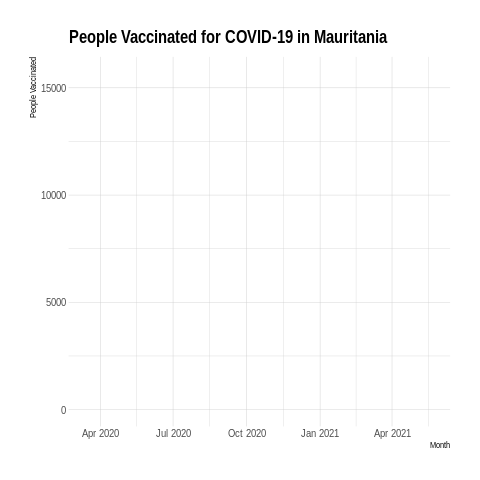 People Vaccinated for COVID-19 in Mauritania
People Vaccinated
15000
10000
5000
0
Apr 2020 Jul 2020 Oct 2020 Jan 2021 Apr 2021
Month